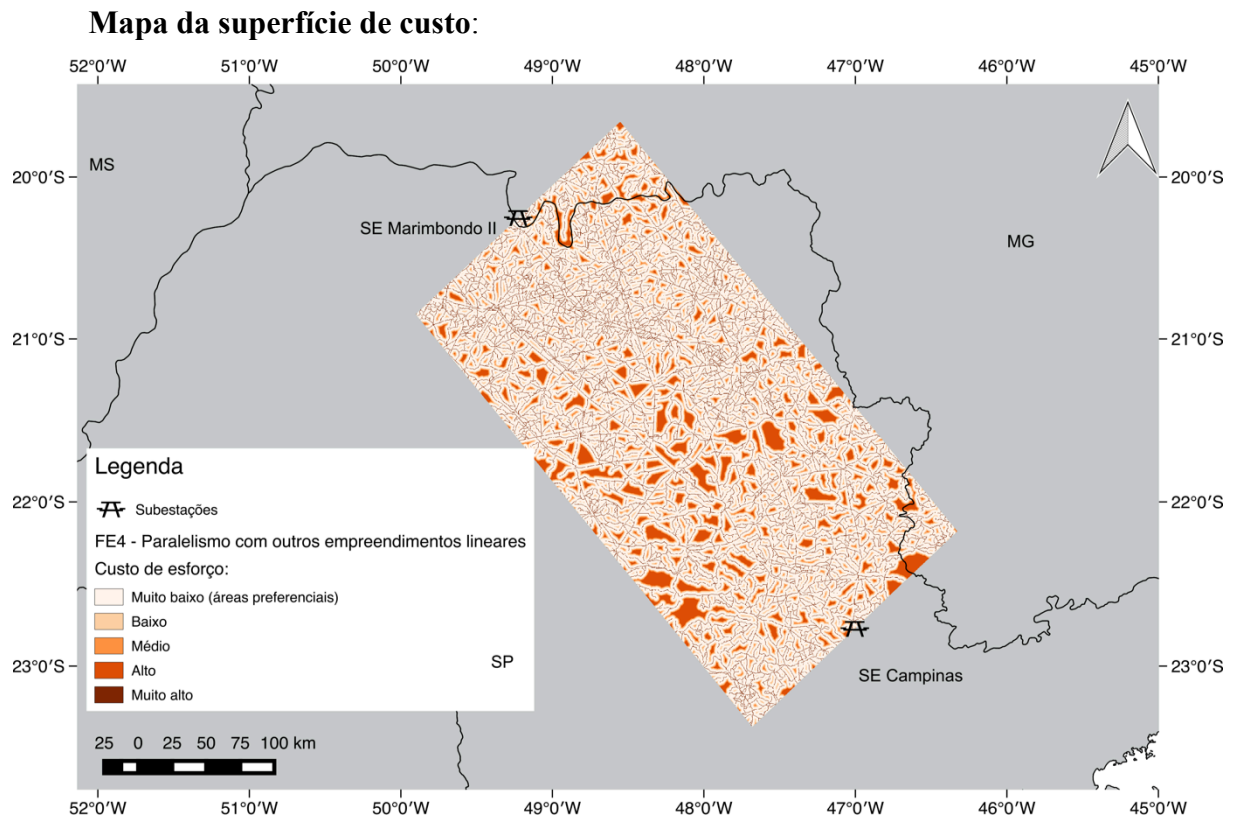 Mapa da superfície de custo:
52°0'W 51°0'W 50°0'W 49°0'W 48°0'W 47°0'W 46°0'W 45°0'W
MS
20°0'S 20°0'S
SE Marimbondo II
MG
21°0'S 21°0'S
22°0'S 22°0'S
Legenda
Subestações
FE4 - Paralelismo com outros empreendimentos lineares
Custo de esforço:
Muito baixo (áreas preferenciais)
Baixo
Médio
Alto
Muito alto
SP
23°0'S 23°0'S
SE Campinas
25 0 25 50 75 100 km
52°0'W 51°0'W 50°0'W 49°0'W 48°0'W 47°0'W 46°0'W 45°0'W